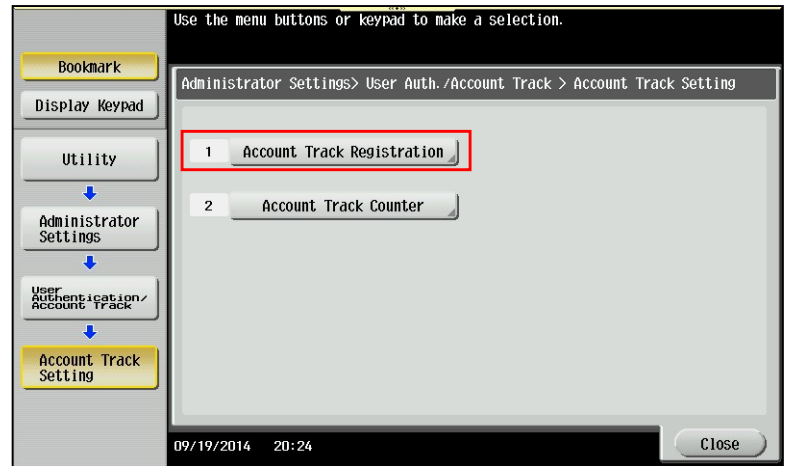 Use the menu buttons or keypad to make a selection.
Bookmark
Display Keypad
Administrator Settings> User Auth./Account Track > Account Track Setting
Utility
Administrator
Settings
User
Authentication/
Account Track
Account Track
Setting
1 Account Track Registration
2 Account Track Counter
09/19/2014 20:24
Close